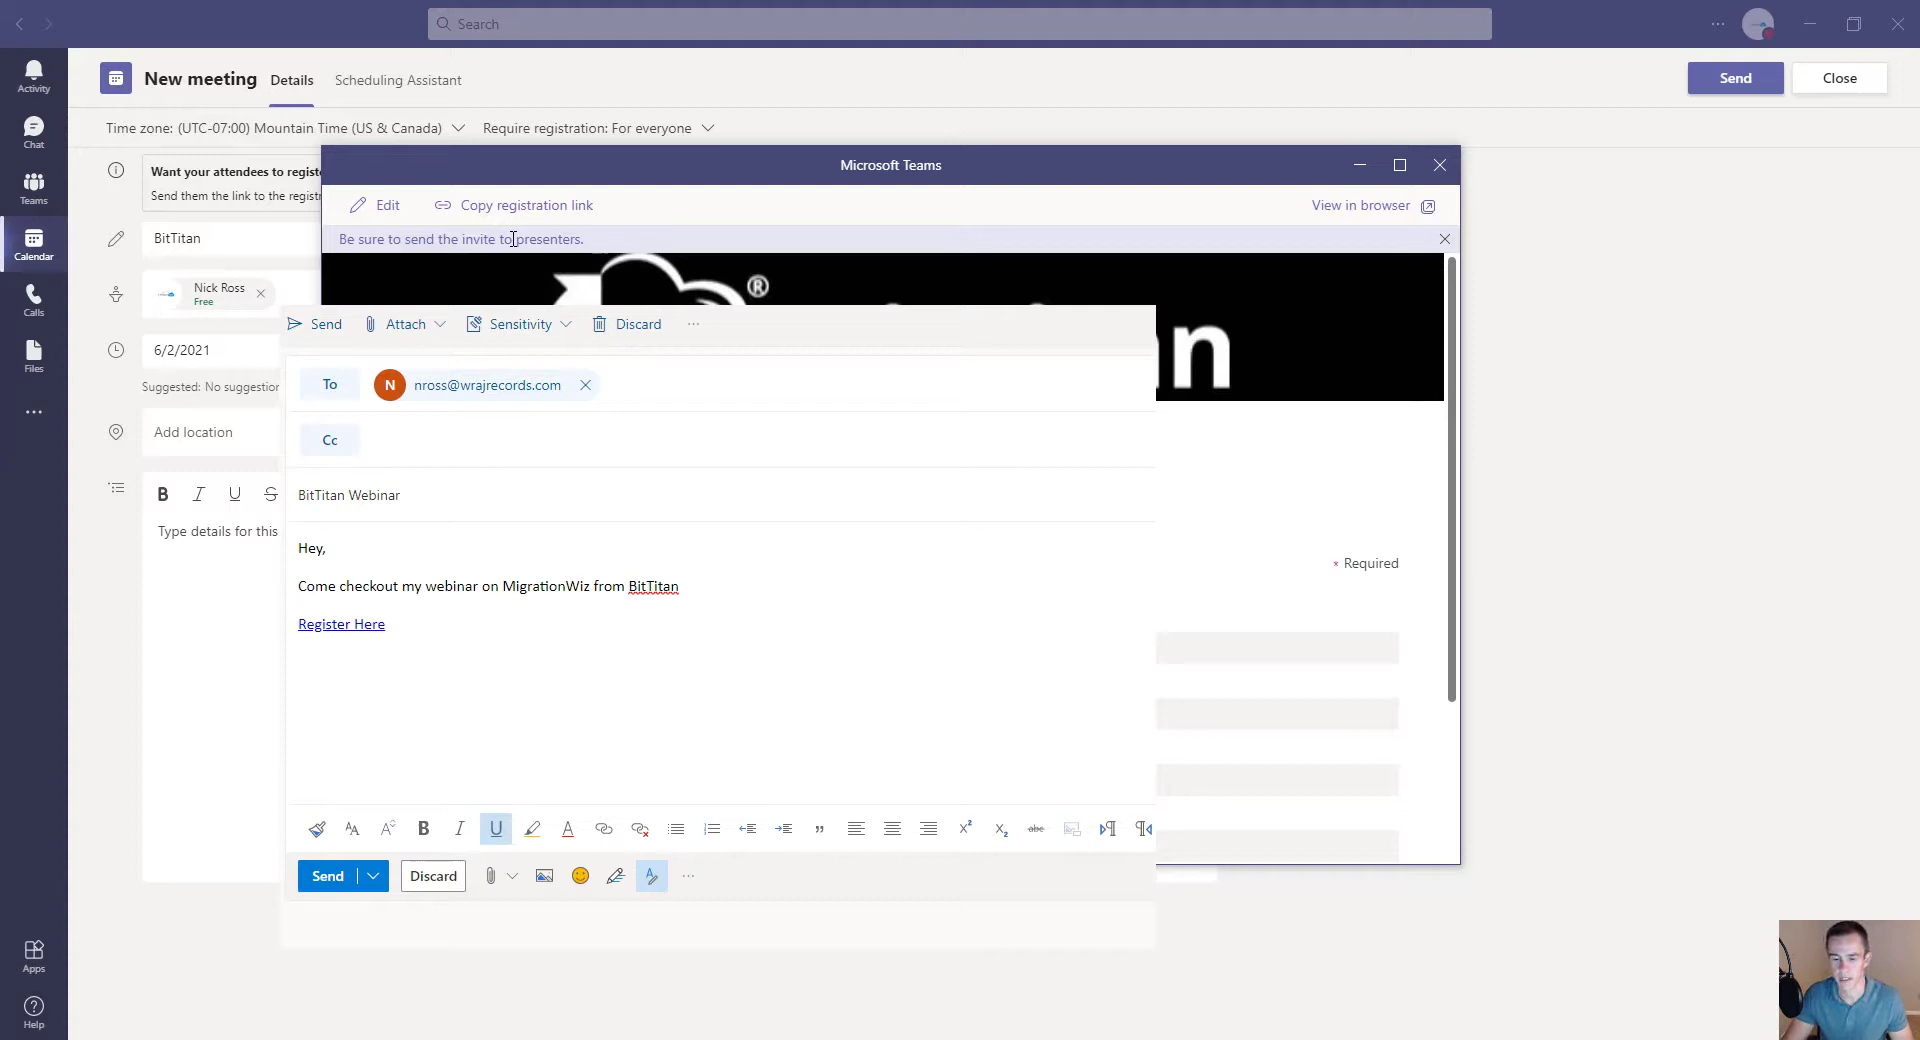 Search
Activity
Chat
Teams
Calendar
Calls
Files
Apps
Help
New meeting
Details
Scheduling Assistant
Send
Close
Time zone: (UTC-07:00) Mountain Time (US & Canada)
Require registration: For everyone
Want your attendees to registe
Send them the link to the registr
BitTitan
Nick Ross
Free
6/2/2021
Suggested: No suggestion
Add location
B I U S
Type details for this
Microsoft Teams
Edit
Copy registration link
View in browser
Be sure to send the invite to presenters.
®
an
* Required
Send
Attach
Sensitivity
Discard
To
N
nross@wrajrecords.com
Cc
BitTitan Webinar
Hey,
Come checkout my webinar on MigrationWiz from BitTitan
Register Here
Send
Discard